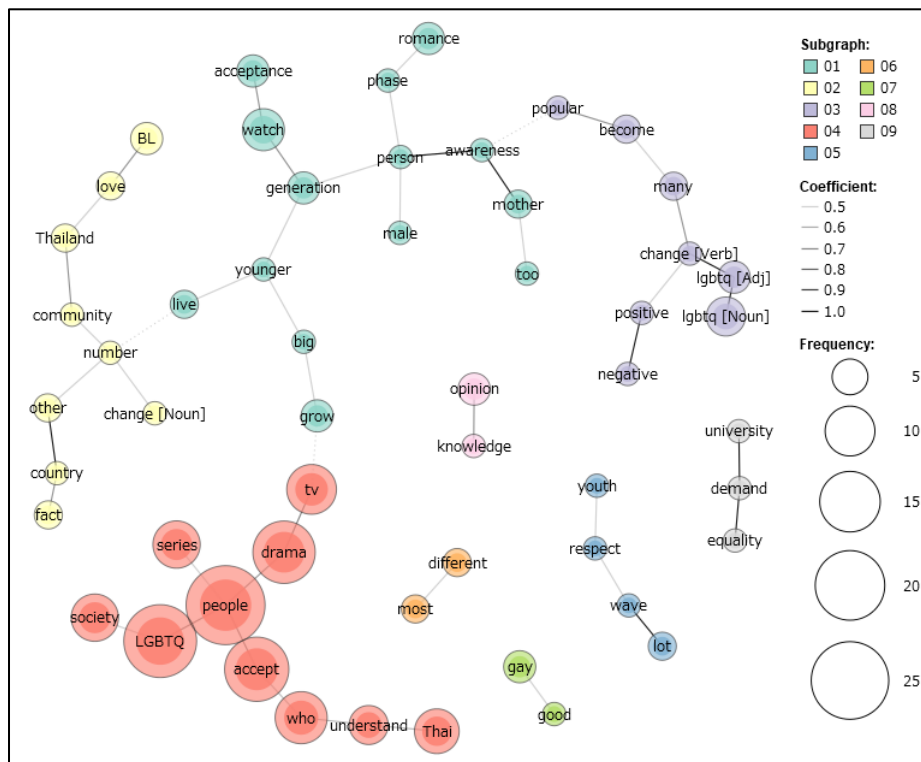 romance
acceptance
phase
watch
popular
become
BL
person
awareness
love
generation
many
mother
Thailand
male
change [Verb]
younger
too
lgbtq [Adj]
live
community
positive
lgbtq [Noun]
number
big
negative
opinion
other
change [Noun]
grow
university
knowledge
country
tv
youth
demand
fact
series
drama
different
respect
equality
most
people
wave
society
LGBTQ
lot
accept
gay
who
understand
Thai
good
Subgraph:
01 06
02 07
03 08
04 09
05
Coefficient:
0.5
0.6
0.7
0.8
0.9
1.0
Frequency:
5
10
15
20
25